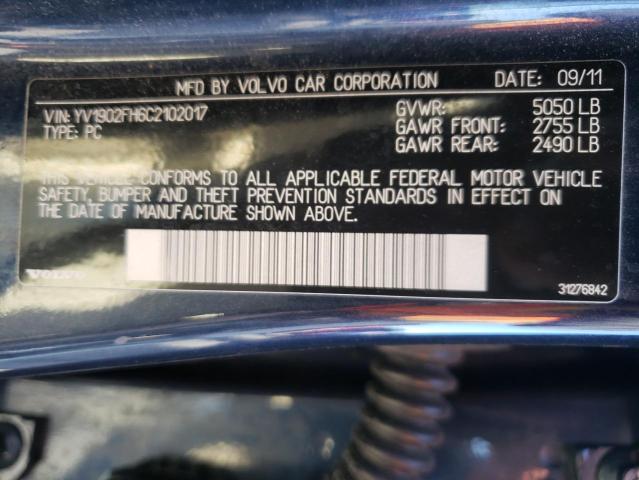 MFD BY VOLVO CAR CORPORATION DATE: 09/11
VIN: YV1902FH6C2102017 GVWR: 5050 LB
TYPE: PC GAWR FRONT: 2755 LB
GAWR REAR: 2490 LB
THIS VEHICLE CONFORMS TO ALL APPLICABLE FEDERAL MOTOR VEHICLE
SAFETY, BUMPER AND THEFT PREVENTION STANDARDS IN EFFECT ON
THE DATE OF MANUFACTURE SHOWN ABOVE.
VOLVO 31276842